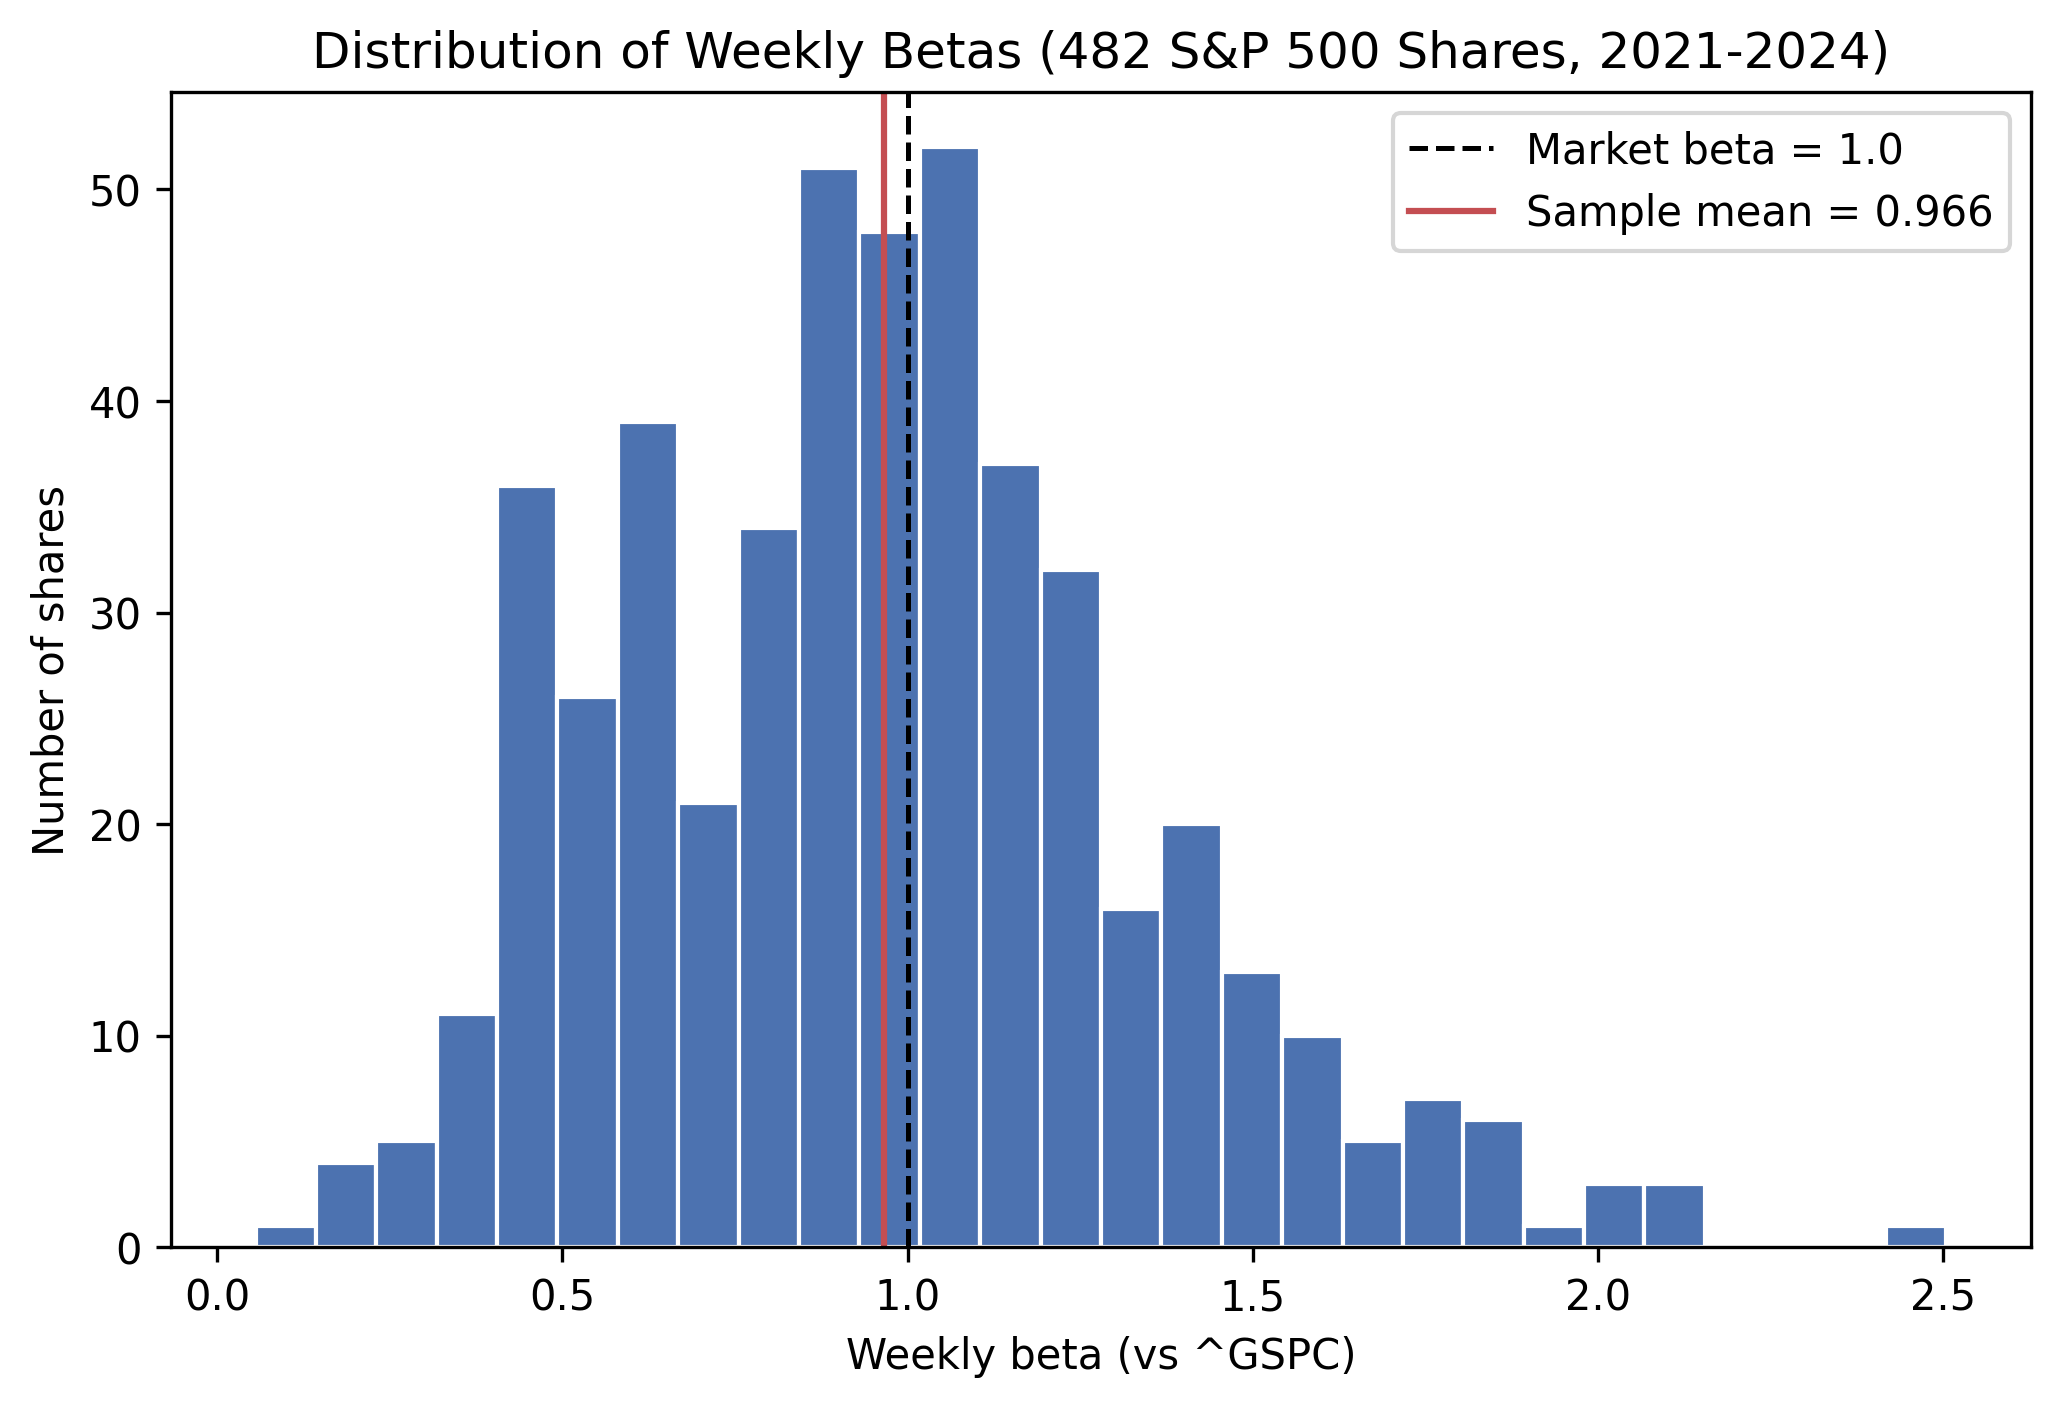 Distribution of Weekly Betas (482 S&P 500 Shares, 2021-2024)
Market beta = 1.0
Sample mean = 0.966
Number of shares
50
40
30
20
10
0
0.0
0.5
1.0
1.5
2.0
2.5
Weekly beta (vs ^GSPC)